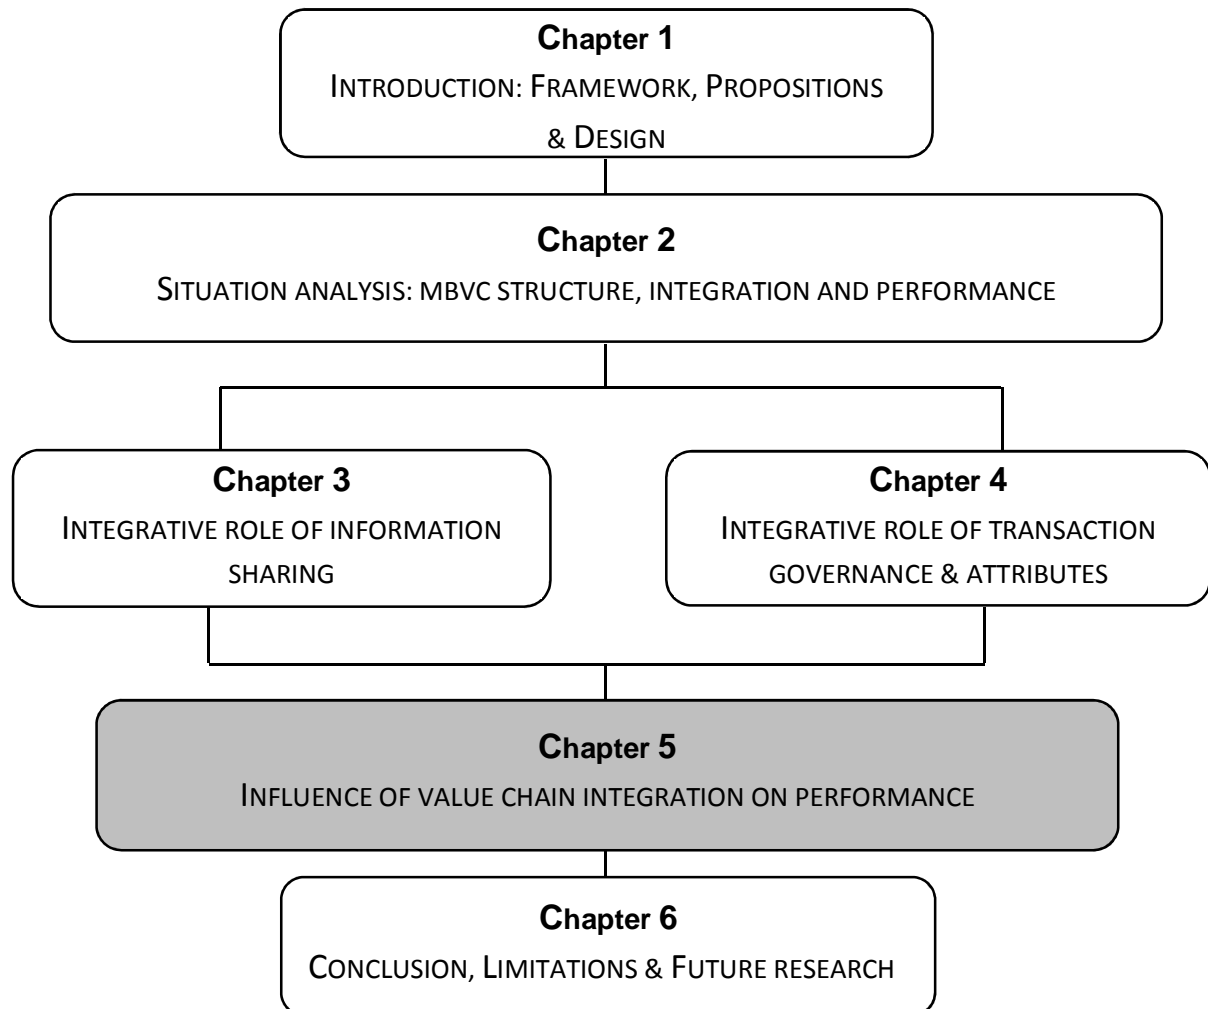 Chapter 1
INTRODUCTION: FRAMEWORK, PROPOSITIONS
& DESIGN
Chapter 2
SITUATION ANALYSIS: MBVC STRUCTURE, INTEGRATION AND PERFORMANCE
Chapter 3
INTEGRATIVE ROLE OF INFORMATION
SHARING
Chapter 4
INTEGRATIVE ROLE OF TRANSACTION
GOVERNANCE & ATTRIBUTES
Chapter 5
INFLUENCE OF VALUE CHAIN INTEGRATION ON PERFORMANCE
Chapter 6
CONCLUSION, LIMITATIONS & FUTURE RESEARCH